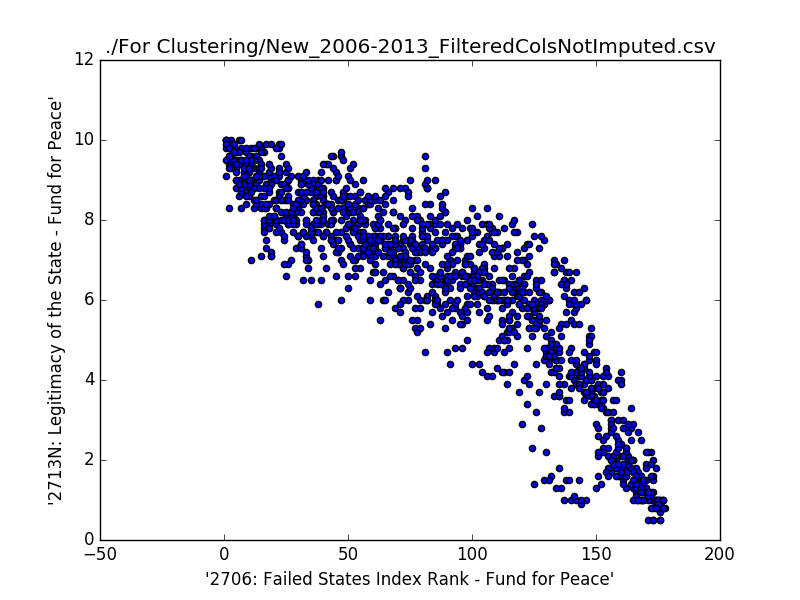 ./For Clustering/New_2006-2013_FilteredColsNotImputed.csv
12
10
8
6
4
2
0
'2713N: Legitimacy of the State - Fund for Peace'
−50 0 50 100 150 200
'2706: Failed States Index Rank - Fund for Peace'